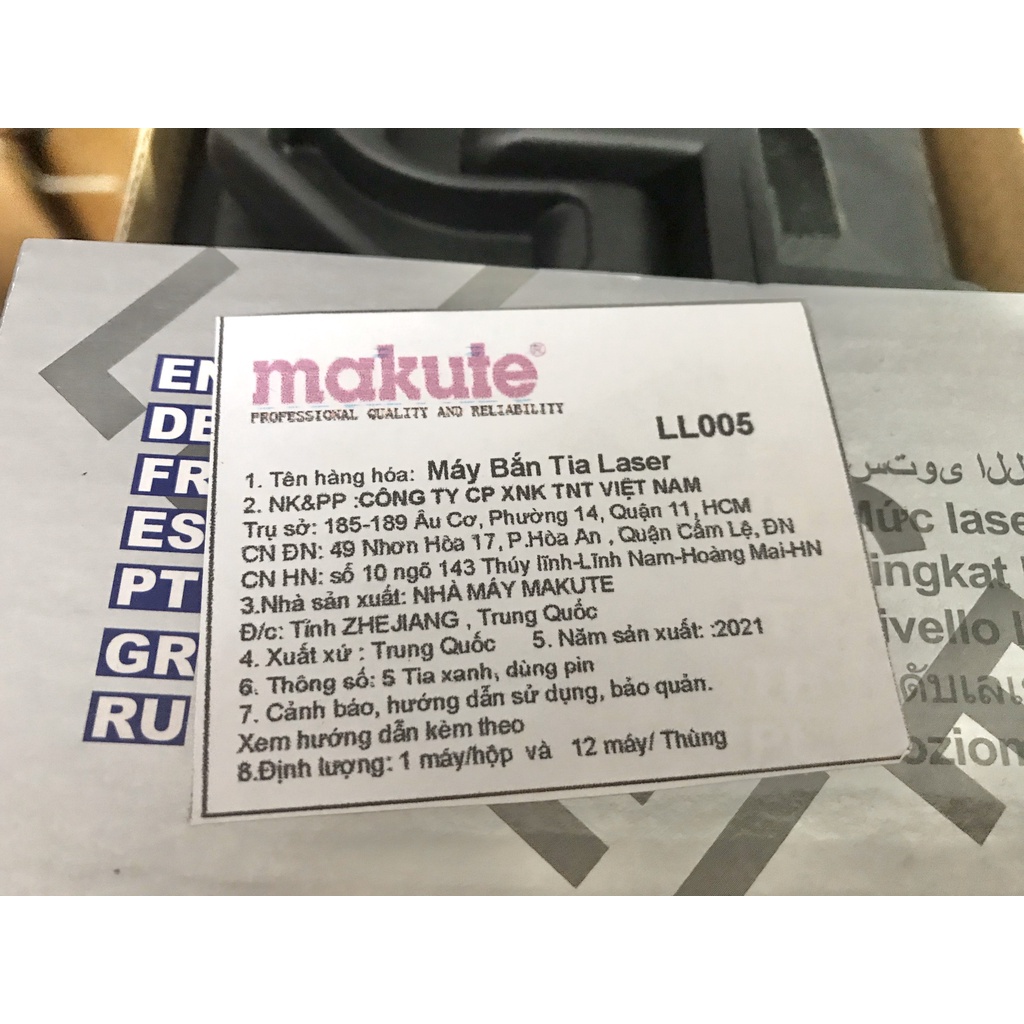 makute®
PROFESSIONAL QUALITY AND RELIABILITY
LL005
1. Tên hàng hóa: Máy Bắn Tia Laser
2. NK&PP :CÔNG TY CP XNK TNT VIỆT NAM
Trụ sở: 185-189 Âu Cơ, Phường 14, Quận 11, HCM
CN ĐN: 49 Nhơn Hòa 17, P.Hòa An , Quận Cẩm Lệ, ĐN
CN HN: số 10 ngõ 143 Thúy lĩnh-Lĩnh Nam-Hoàng Mai-HN
3.Nhà sản xuất: NHÀ MÁY MAKUTE
Đ/c: Tỉnh ZHEJIANG , Trung Quốc
4. Xuất xứ : Trung Quốc 5. Năm sản xuất: :2021
6. Thông số: 5 Tia xanh, dùng pin
7. Cảnh báo, hướng dẫn sử dụng, bảo quản.
Xem hướng dẫn kèm theo
8.Định lượng: 1 máy/hộp và 12 máy/ Thùng
EN
DE
FR
ES
PT
GR
RU